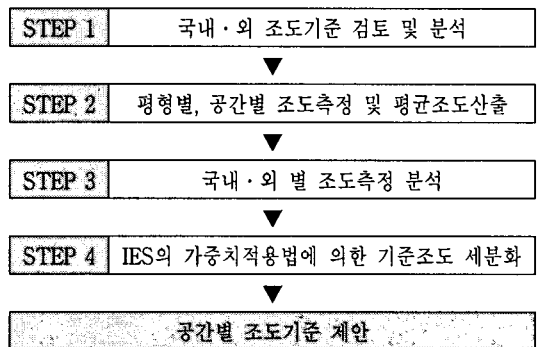 STEP 1 국내·외 조도기준 검토 및 분석
STEP 2 평형별, 공간별 조도측정 및 평균조도산출
STEP 3 국내·외 별 조도측정 분석
STEP 4 IES의 가중치적용법에 의한 기준조도 세분화
공간별 조도기준 제안